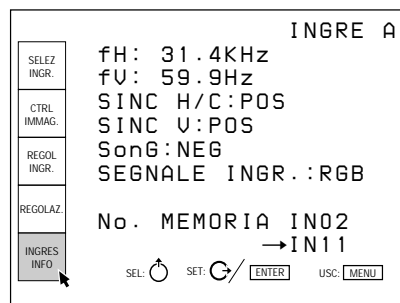 INGRE A
SELEZ
INGR.
CTRL
IMMAG.
REGOL
INGR.
REGOLAZ.
INGRES
INFO
fH: 31.4KHz
fV: 59.9Hz
SINC H/C:POS
SINC V:POS
SonG:NEG
SEGNALE INGR.:RGB
No. MEMORIA IN02
→IN11
SEL: SET: / ENTER USC: MENU